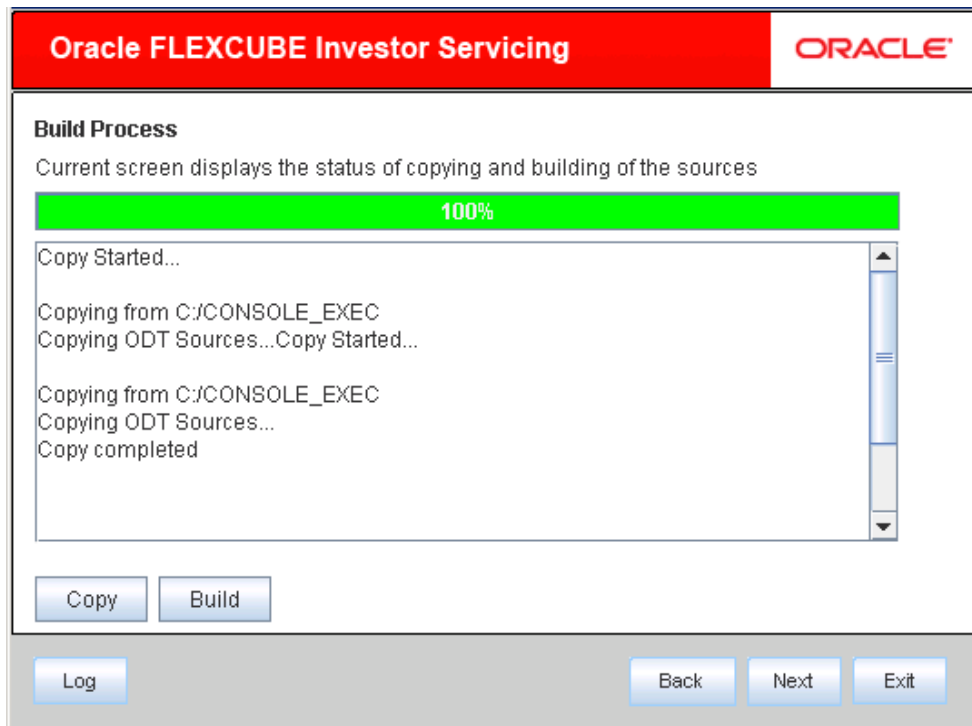 Oracle FLEXCUBE Investor Servicing
ORACLE
Build Process
Current screen displays the status of copying and building of the sources
100%
Copy Started...
Copying from C:/CONSOLE_EXEC
Copying ODT Sources...Copy Started...
Copying from C:/CONSOLE_EXEC
Copying ODT Sources...
Copy completed
Copy Build
Log Back Next Exit